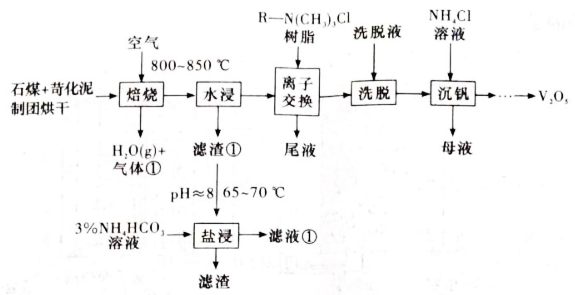 空气
800~850 ℃
R—N(CH₃)₃Cl
树脂
洗脱液
NH₄Cl
溶液
石煤+苛化泥
制团烘干
焙烧
水浸
离子
交换
洗脱
沉钒
……
V₂O₅
H₂O(g)+
气体①
滤渣①
尾液
母液
pH≈8
65~70 ℃
3%NH₄HCO₃
溶液
盐浸
滤液①
滤渣